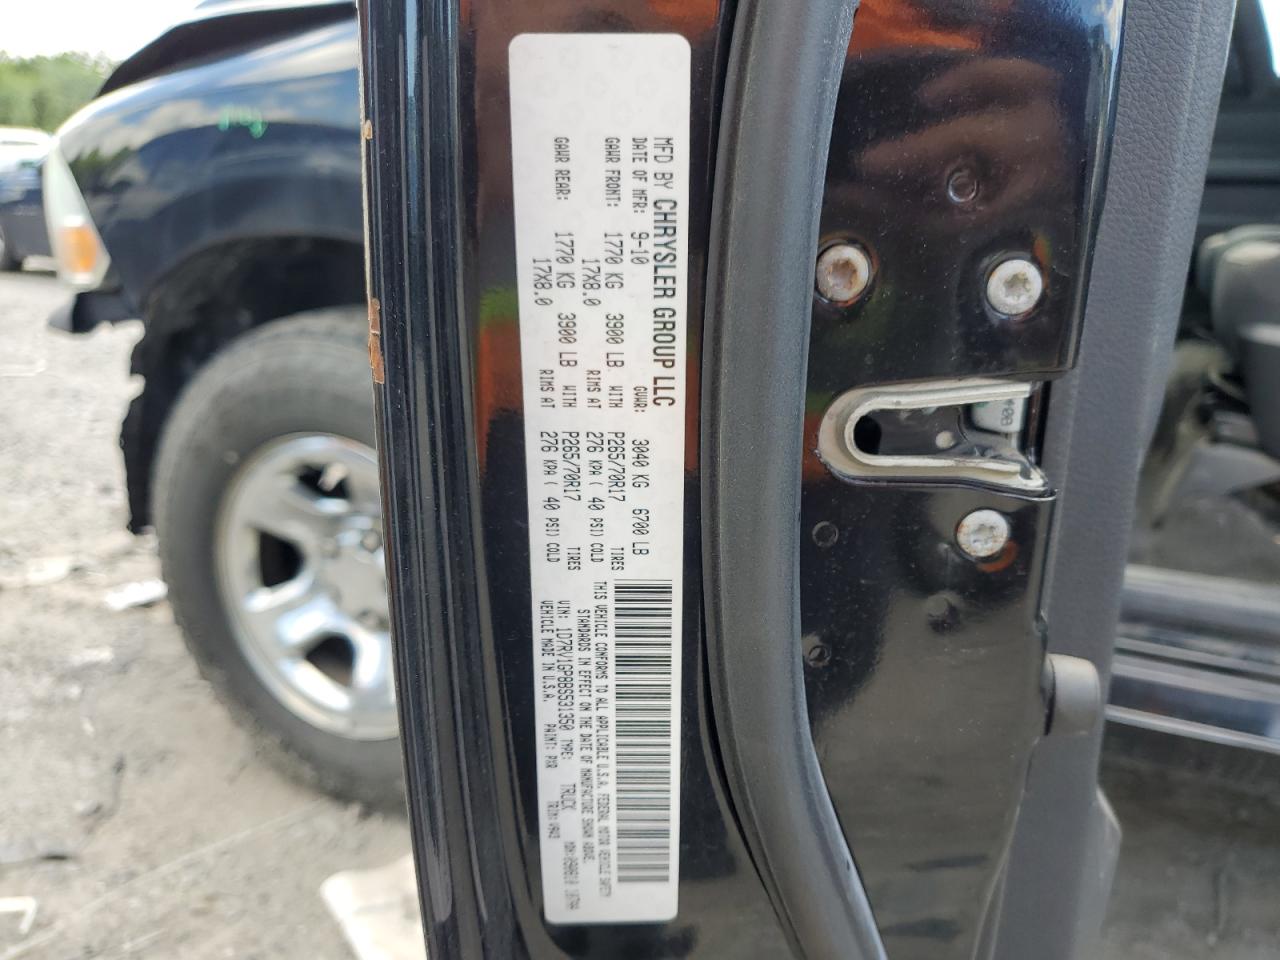 MFD BY CHRYSLER GROUP LLC
DATE OF MFR: 9-10 GVWR: 3040 KG 6700 LB
GAWR FRONT: 1770 KG 3900 LB. WITH P265/70R17 TIRES
17X8.0 RIMS AT 276 KPA ( 40 PSI) COLD
GAWR REAR: 1770 KG 3900 LB WITH P265/70R17 TIRES
17X8.0 RIMS AT 276 KPA ( 40 PSI) COLD
THIS VEHICLE CONFORMS TO ALL APPLICABLE U.S.A. FEDERAL MOTOR VEHICLE SAFETY
STANDARDS IN EFFECT ON THE DATE OF MANUFACTURE SHOWN ABOVE.
VIN: 1D7RV1GP8BS531350 TYPE: TRUCK
VEHICLE MADE IN U.S.A. PAINT: PXR TRIM: